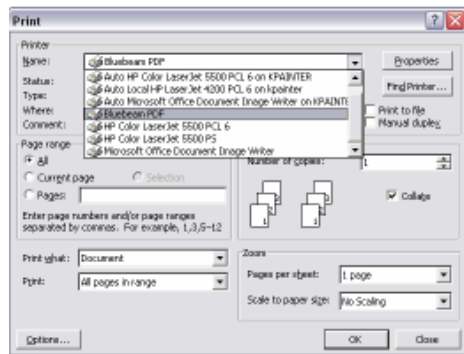 Print
Printer
Name: Bluebeam PDF
Properties
Status: Auto HP Color LaserJet 5500 PCL 6 on KPAINTER
Type: Auto Local HP LaserJet 4200 PCL 6 on kpainter
Find Printer...
Where: Auto Microsoft Office Document Image Writer on KPAINTE
Print to file
Comment: Bluebeam PDF
Manual duplex
HP Color LaserJet 5500 PCL 6
HP Color LaserJet 5500 PS
Microsoft Office Document Image Writer
Page range
All
Current page
Selection
Pages:
Enter page numbers and/or page ranges
separated by commas. For example, 1,3,5-12
Number of copies: 1
Collate
Print what: Document
Print: All pages in range
Zoom
Pages per sheet: 1 page
Scale to paper size: No Scaling
Options...
OK
Close